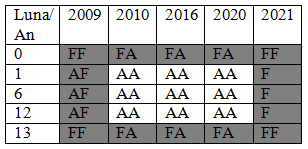 Luna/ An 2009 2010 2016 2020 2021
0 FF FA FA FA FF
1 AF AA AA AA F
6 AF AA AA AA F
12 AF AA AA AA F
13 FF FA FA FA FF